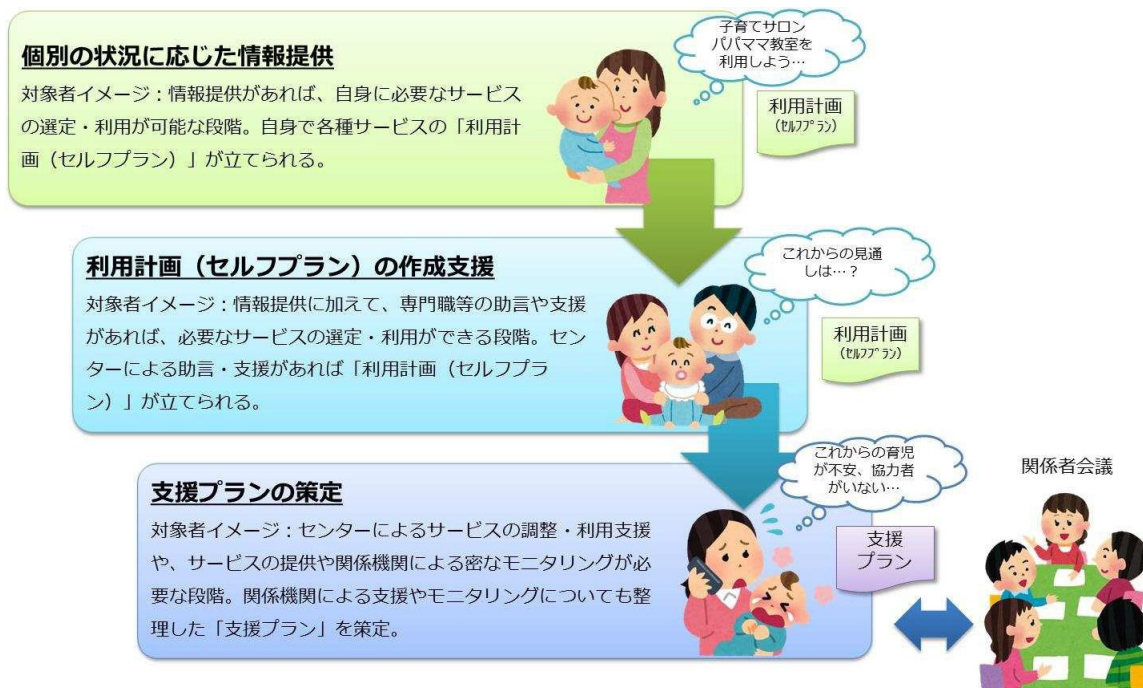 個別の状況に応じた情報提供
対象者イメージ：情報提供があれば、自身に必要なサービス
の選定・利用が可能な段階。自身で各種サービスの「利用計
画（セルフプラン）」が立てられる。
子育てサロン
パパママ教室を
利用しよう…
利用計画
(ｾﾙﾌﾌﾟﾗﾝ)
利用計画（セルフプラン）の作成支援
対象者イメージ：情報提供に加えて、専門職等の助言や支援
があれば、必要なサービスの選定・利用ができる段階。セン
ターによる助言・支援があれば「利用計画（セルフプラ
ン）」が立てられる。
これからの見通
しは…？
利用計画
(ｾﾙﾌﾌﾟﾗﾝ)
支援プランの策定
対象者イメージ：センターによるサービスの調整・利用支援
や、サービスの提供や関係機関による密なモニタリングが必
要な段階。関係機関による支援やモニタリングについても整
理した「支援プラン」を策定。
これからの育児
が不安、協力者
がいない…
支援
プラン
関係者会議